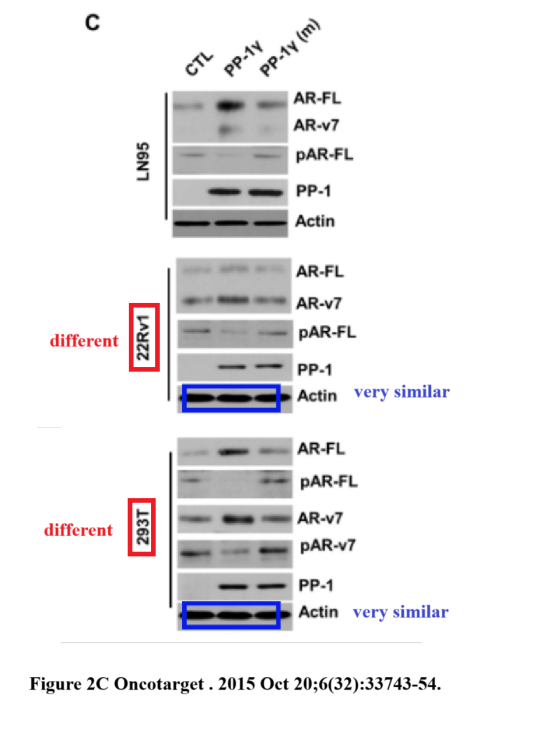 C
CTL PP-1γ PP-1γ (m)
LN95
AR-FL
AR-v7
pAR-FL
PP-1
Actin
different
22Rv1
AR-FL
AR-v7
pAR-FL
PP-1
Actin very similar
different
293T
AR-FL
pAR-FL
AR-v7
pAR-v7
PP-1
Actin very similar
Figure 2C Oncotarget . 2015 Oct 20;6(32):33743-54.